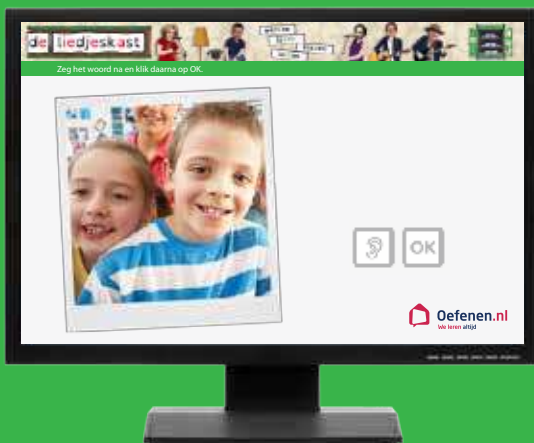 de liedjeskast
Zeg het woord na en klik daarna op OK.
OK
Oefenen.nl
We leren altijd